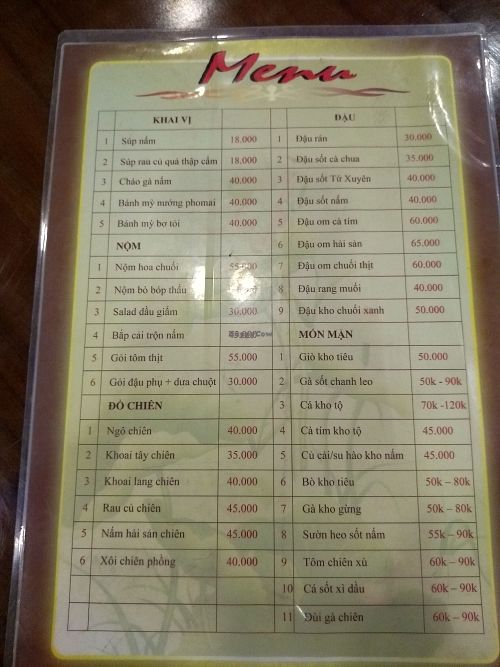 Menu
KHAI VỊ
1 Súp nấm 18.000
2 Súp rau củ quả thập cẩm 18.000
3 Cháo gà nấm 40.000
4 Bánh mỳ nướng phomai 40.000
5 Bánh mỳ bơ tỏi 40.000
NỘM
1 Nộm hoa chuối 55.000
2 Nộm bò bóp thấu
3 Salad dầu giấm 30.000
4 Bắp cải trộn nấm
5 Gỏi tôm thịt 55.000
6 Gỏi đậu phụ + dưa chuột 30.000
ĐỒ CHIÊN
1 Ngô chiên 40.000
2 Khoai tây chiên 35.000
3 Khoai lang chiên 40.000
4 Rau củ chiên 45.000
5 Nấm hải sản chiên 45.000
6 Xôi chiên phồng 40.000
ĐẬU
1 Đậu rán 30.000
2 Đậu sốt cà chua 35.000
3 Đậu sốt Tứ Xuyên 40.000
4 Đậu sốt nấm 40.000
5 Đậu om cà tím 60.000
6 Đậu om hải sản 65.000
7 Đậu om chuối thịt 60.000
8 Đậu rang muối 40.000
9 Đậu kho chuối xanh 50.000
MÓN MẶN
1 Giò kho tiêu 50.000
2 Gà sốt chanh leo 50k - 90k
3 Cá kho tộ 70k -120k
4 Cà tím kho tộ 45.000
5 Củ cải/su hào kho nấm 45.000
6 Bò kho tiêu 50k – 80k
7 Gà kho gừng 50k – 80k
8 Sườn heo sốt nấm 55k – 90k
9 Tôm chiên xù 60k – 90k
10 Cá sốt xì dầu 60k – 90k
11 Đùi gà chiên 60k – 90k